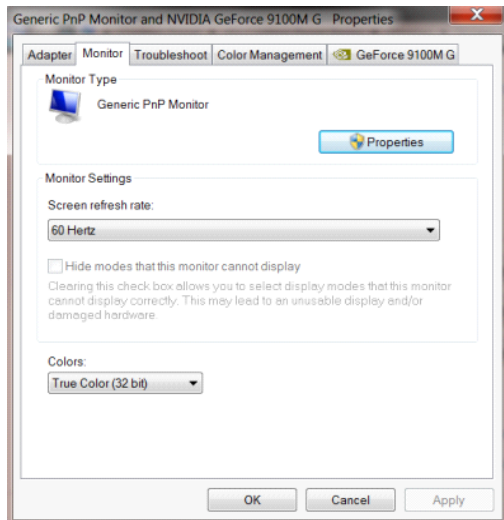 Generic PnP Monitor and NVIDIA GeForce 9100M G Properties
Adapter Monitor Troubleshoot Color Management GeForce 9100M G
Monitor Type
Generic PnP Monitor
Properties
Monitor Settings
Screen refresh rate:
60 Hertz
Hide modes that this monitor cannot display
Clearing this check box allows you to select display modes that this monitor
cannot display correctly. This may lead to an unusable display and/or
damaged hardware.
Colors:
True Color (32 bit)
OK Cancel Apply